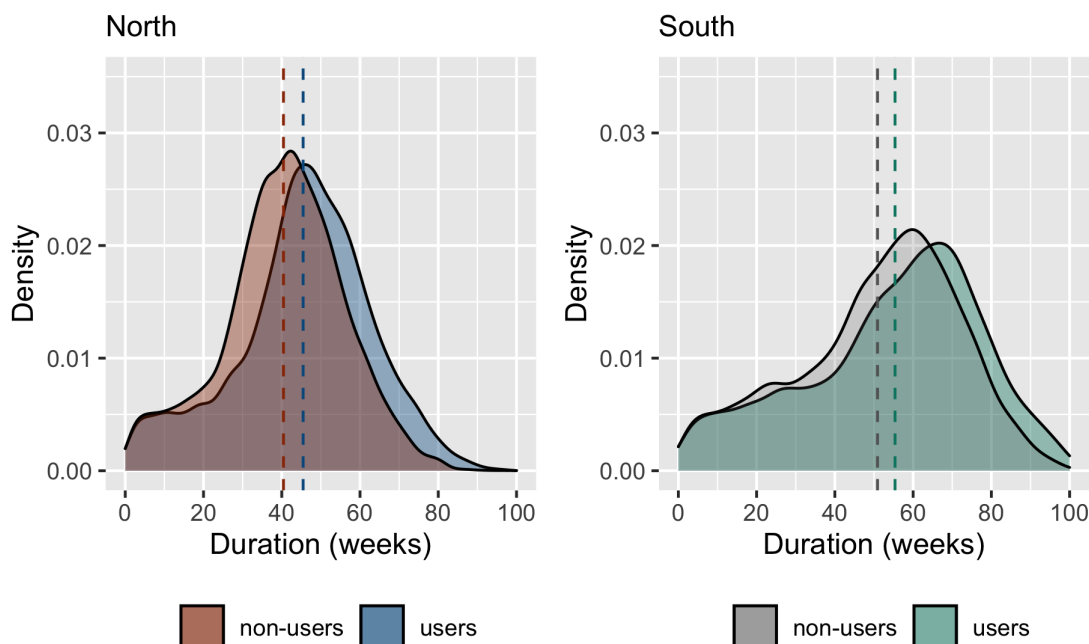 North
0.03
0.02
0.01
0.00
Density
0 20 40 60 80 100
Duration (weeks)
non-users users
South
0.03
0.02
0.01
0.00
Density
0 20 40 60 80 100
Duration (weeks)
non-users users